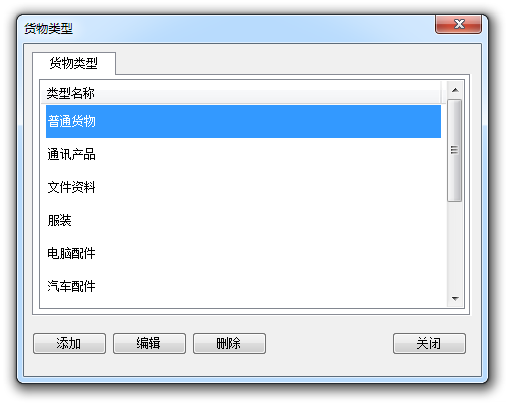 货物类型
货物类型
类型名称
普通货物
通讯产品
文件资料
服装
电脑配件
汽车配件
添加 编辑 删除 关闭